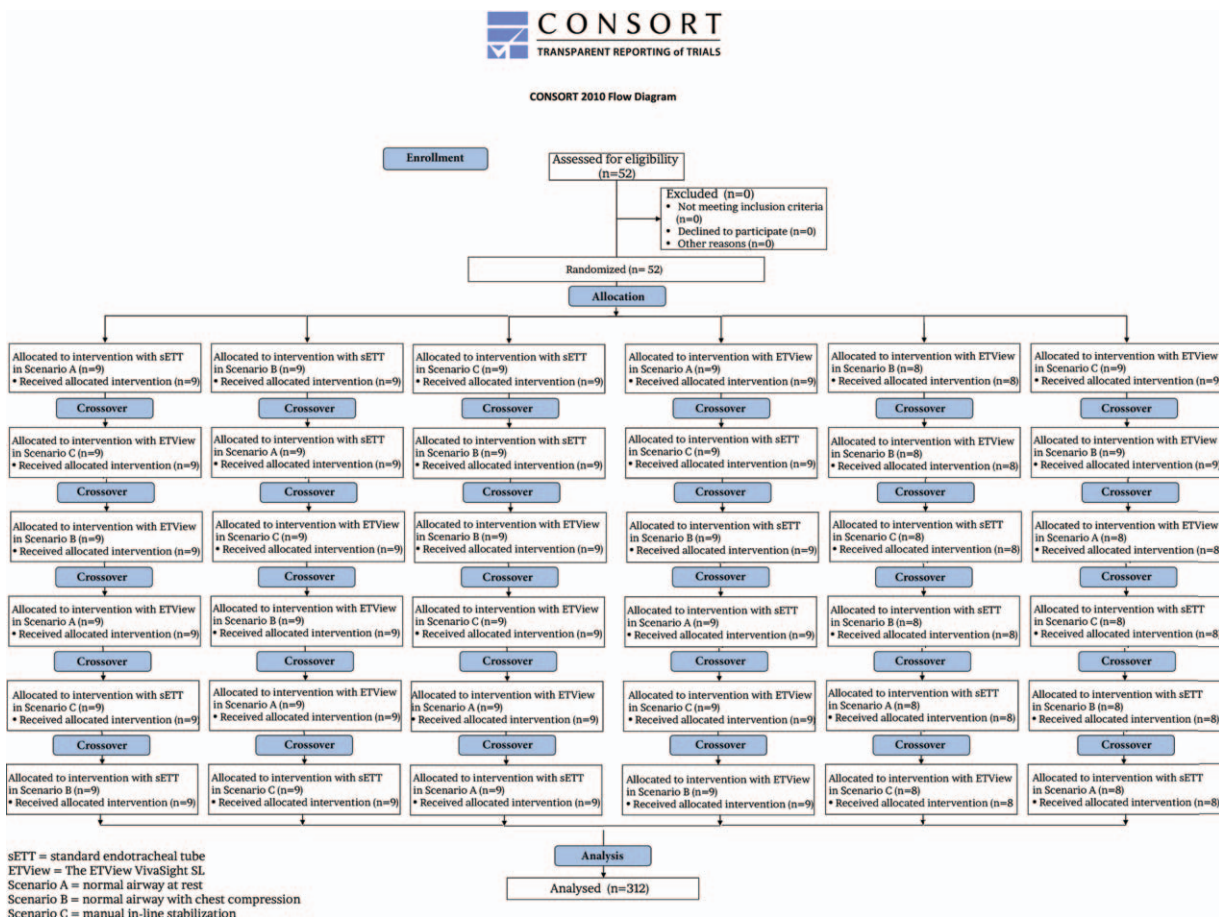 CONSORT
TRANSPARENT REPORTING of TRIALS
CONSORT 2010 Flow Diagram
Enrollment
Assessed for eligibility
(n=52)
Excluded (n=0)
• Not meeting inclusion criteria
(n=0)
• Declined to participate (n=0)
• Other reasons (n=0)
Randomized (n= 52)
Allocation
Allocated to intervention with sETT
in Scenario A (n=9)
• Received allocated intervention (n=9)
Allocated to intervention with sETT
in Scenario B (n=9)
• Received allocated intervention (n=9)
Allocated to intervention with sETT
in Scenario C (n=9)
• Received allocated intervention (n=9)
Allocated to intervention with ETView
in Scenario A (n=9)
• Received allocated intervention (n=9)
Allocated to intervention with ETView
in Scenario B (n=8)
• Received allocated intervention (n=8)
Allocated to intervention with ETView
in Scenario C (n=9)
• Received allocated intervention (n=9)
Crossover
Crossover
Crossover
Crossover
Crossover
Crossover
Allocated to intervention with ETView
in Scenario C (n=9)
• Received allocated intervention (n=9)
Allocated to intervention with sETT
in Scenario A (n=9)
• Received allocated intervention (n=9)
Allocated to intervention with sETT
in Scenario B (n=9)
• Received allocated intervention (n=9)
Allocated to intervention with sETT
in Scenario C (n=9)
• Received allocated intervention (n=9)
Allocated to intervention with ETView
in Scenario B (n=8)
• Received allocated intervention (n=8)
Allocated to intervention with ETView
in Scenario B (n=9)
• Received allocated intervention (n=9)
Crossover
Crossover
Crossover
Crossover
Crossover
Crossover
Allocated to intervention with ETView
in Scenario B (n=9)
• Received allocated intervention (n=9)
Allocated to intervention with ETView
in Scenario C (n=9)
• Received allocated intervention (n=9)
Allocated to intervention with ETView
in Scenario B (n=9)
• Received allocated intervention (n=9)
Allocated to intervention with sETT
in Scenario B (n=9)
• Received allocated intervention (n=9)
Allocated to intervention with sETT
in Scenario C (n=8)
• Received allocated intervention (n=8)
Allocated to intervention with ETView
in Scenario A (n=8)
• Received allocated intervention (n=8)
Crossover
Crossover
Crossover
Crossover
Crossover
Crossover
Allocated to intervention with ETView
in Scenario A (n=9)
• Received allocated intervention (n=9)
Allocated to intervention with ETView
in Scenario B (n=9)
• Received allocated intervention (n=9)
Allocated to intervention with ETView
in Scenario C (n=9)
• Received allocated intervention (n=9)
Allocated to intervention with sETT
in Scenario A (n=9)
• Received allocated intervention (n=9)
Allocated to intervention with sETT
in Scenario B (n=8)
• Received allocated intervention (n=8)
Allocated to intervention with sETT
in Scenario C (n=8)
• Received allocated intervention (n=8)
Crossover
Crossover
Crossover
Crossover
Crossover
Crossover
Allocated to intervention with sETT
in Scenario C (n=9)
• Received allocated intervention (n=9)
Allocated to intervention with ETView
in Scenario A (n=9)
• Received allocated intervention (n=9)
Allocated to intervention with ETView
in Scenario A (n=9)
• Received allocated intervention (n=9)
Allocated to intervention with ETView
in Scenario C (n=9)
• Received allocated intervention (n=9)
Allocated to intervention with sETT
in Scenario A (n=8)
• Received allocated intervention (n=8)
Allocated to intervention with sETT
in Scenario B (n=8)
• Received allocated intervention (n=8)
Crossover
Crossover
Crossover
Crossover
Crossover
Crossover
Allocated to intervention with sETT
in Scenario B (n=9)
• Received allocated intervention (n=9)
Allocated to intervention with sETT
in Scenario C (n=9)
• Received allocated intervention (n=9)
Allocated to intervention with sETT
in Scenario A (n=9)
• Received allocated intervention (n=9)
Allocated to intervention with ETView
in Scenario B (n=9)
• Received allocated intervention (n=9)
Allocated to intervention with ETView
in Scenario C (n=8)
• Received allocated intervention (n=8
Allocated to intervention with sETT
in Scenario A (n=8)
• Received allocated intervention (n=8)
Analysis
Analysed (n=312)
sETT = standard endotracheal tube
ETView = The ETView VivaSight SL
Scenario A = normal airway at rest
Scenario B = normal airway with chest compression
Scenario C = manual in-line stabilization